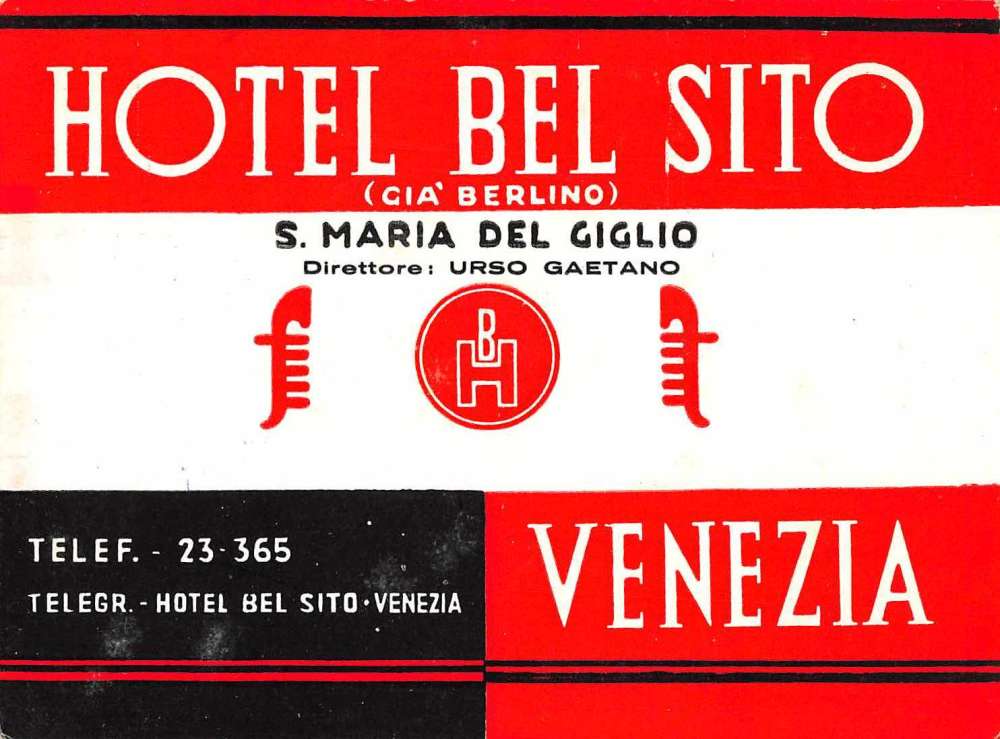 HOTEL BEL SITO
(GIA' BERLINO)
S. MARIA DEL GIGLIO
Direttore: URSO GAETANO
BH
TELEF. - 23-365
TELEGR. - HOTEL BEL SITO · VENEZIA
VENEZIA